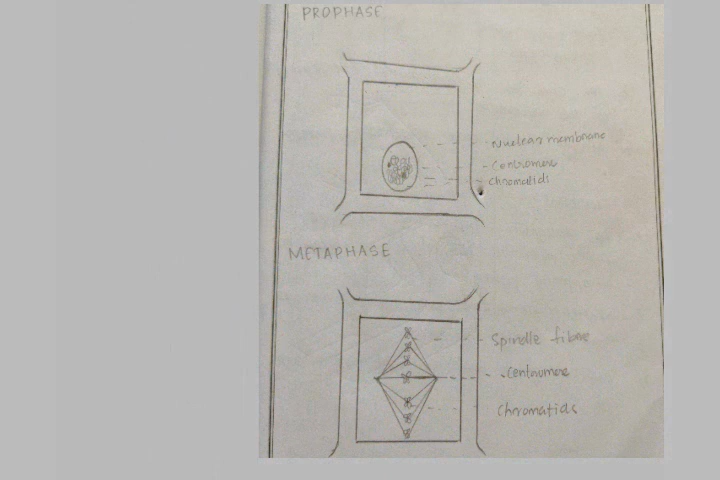 PROPHASE
Nuclear membrane
Centromere
Chromatids
METAPHASE
Spindle fibre
Centromere
Chromatids